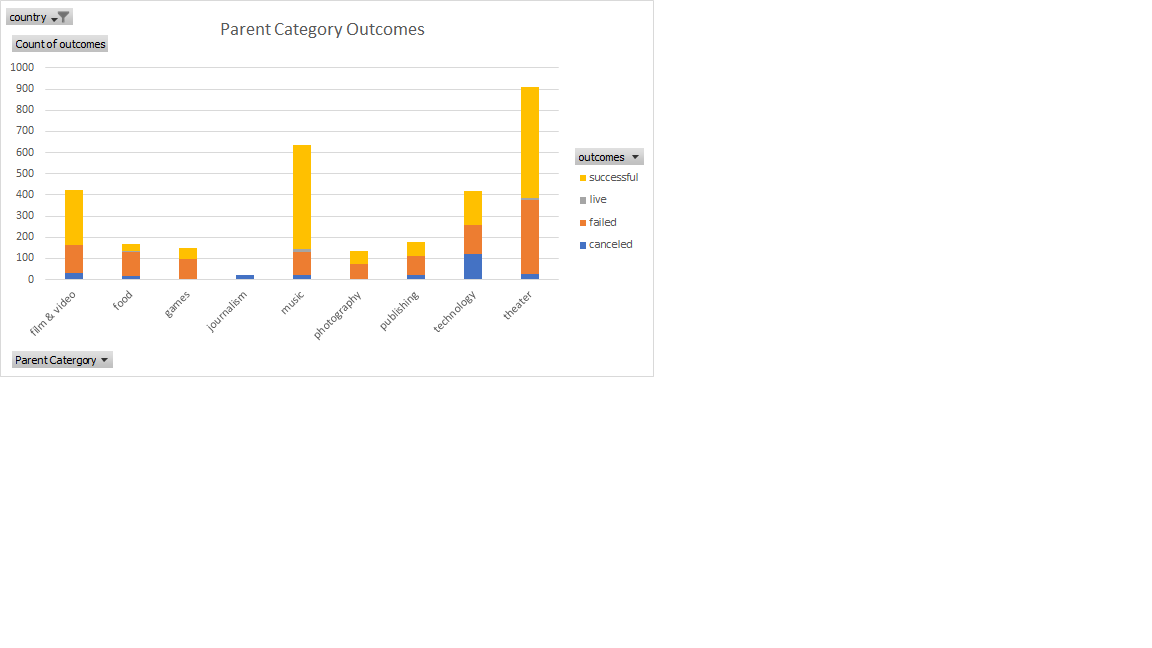 country
Parent Category Outcomes
Count of outcomes
1000
900
800
700
600
500
400
300
200
100
0
film & video
food
games
journalism
music
photography
publishing
technology
theater
outcomes
successful
live
failed
canceled
Parent Catergory